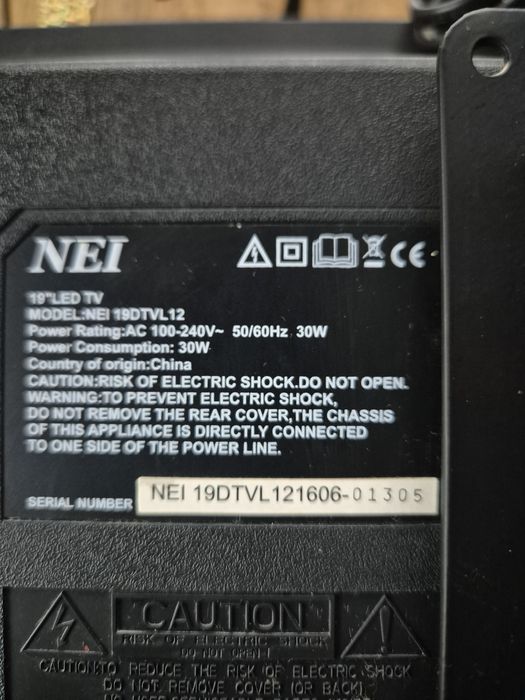 NEI
19"LED TV
MODEL:NEI 19DTVL12
Power Rating:AC 100-240V~ 50/60Hz 30W
Power Consumption: 30W
Country of origin:China
CAUTION:RISK OF ELECTRIC SHOCK.DO NOT OPEN.
WARNING:TO PREVENT ELECTRIC SHOCK,
DO NOT REMOVE THE REAR COVER,THE CHASSIS
OF THIS APPLIANCE IS DIRECTLY CONNECTED
TO ONE SIDE OF THE POWER LINE.
SERIAL NUMBER NEI 19DTVL121606-01305
CAUTION
RISK OF ELECTRIC SHOCK
DO NOT OPEN !
CAUTION:TO REDUCE THE RISK OF ELECTRIC SHOCK
DO NOT REMOVE COVER (OR BACK)